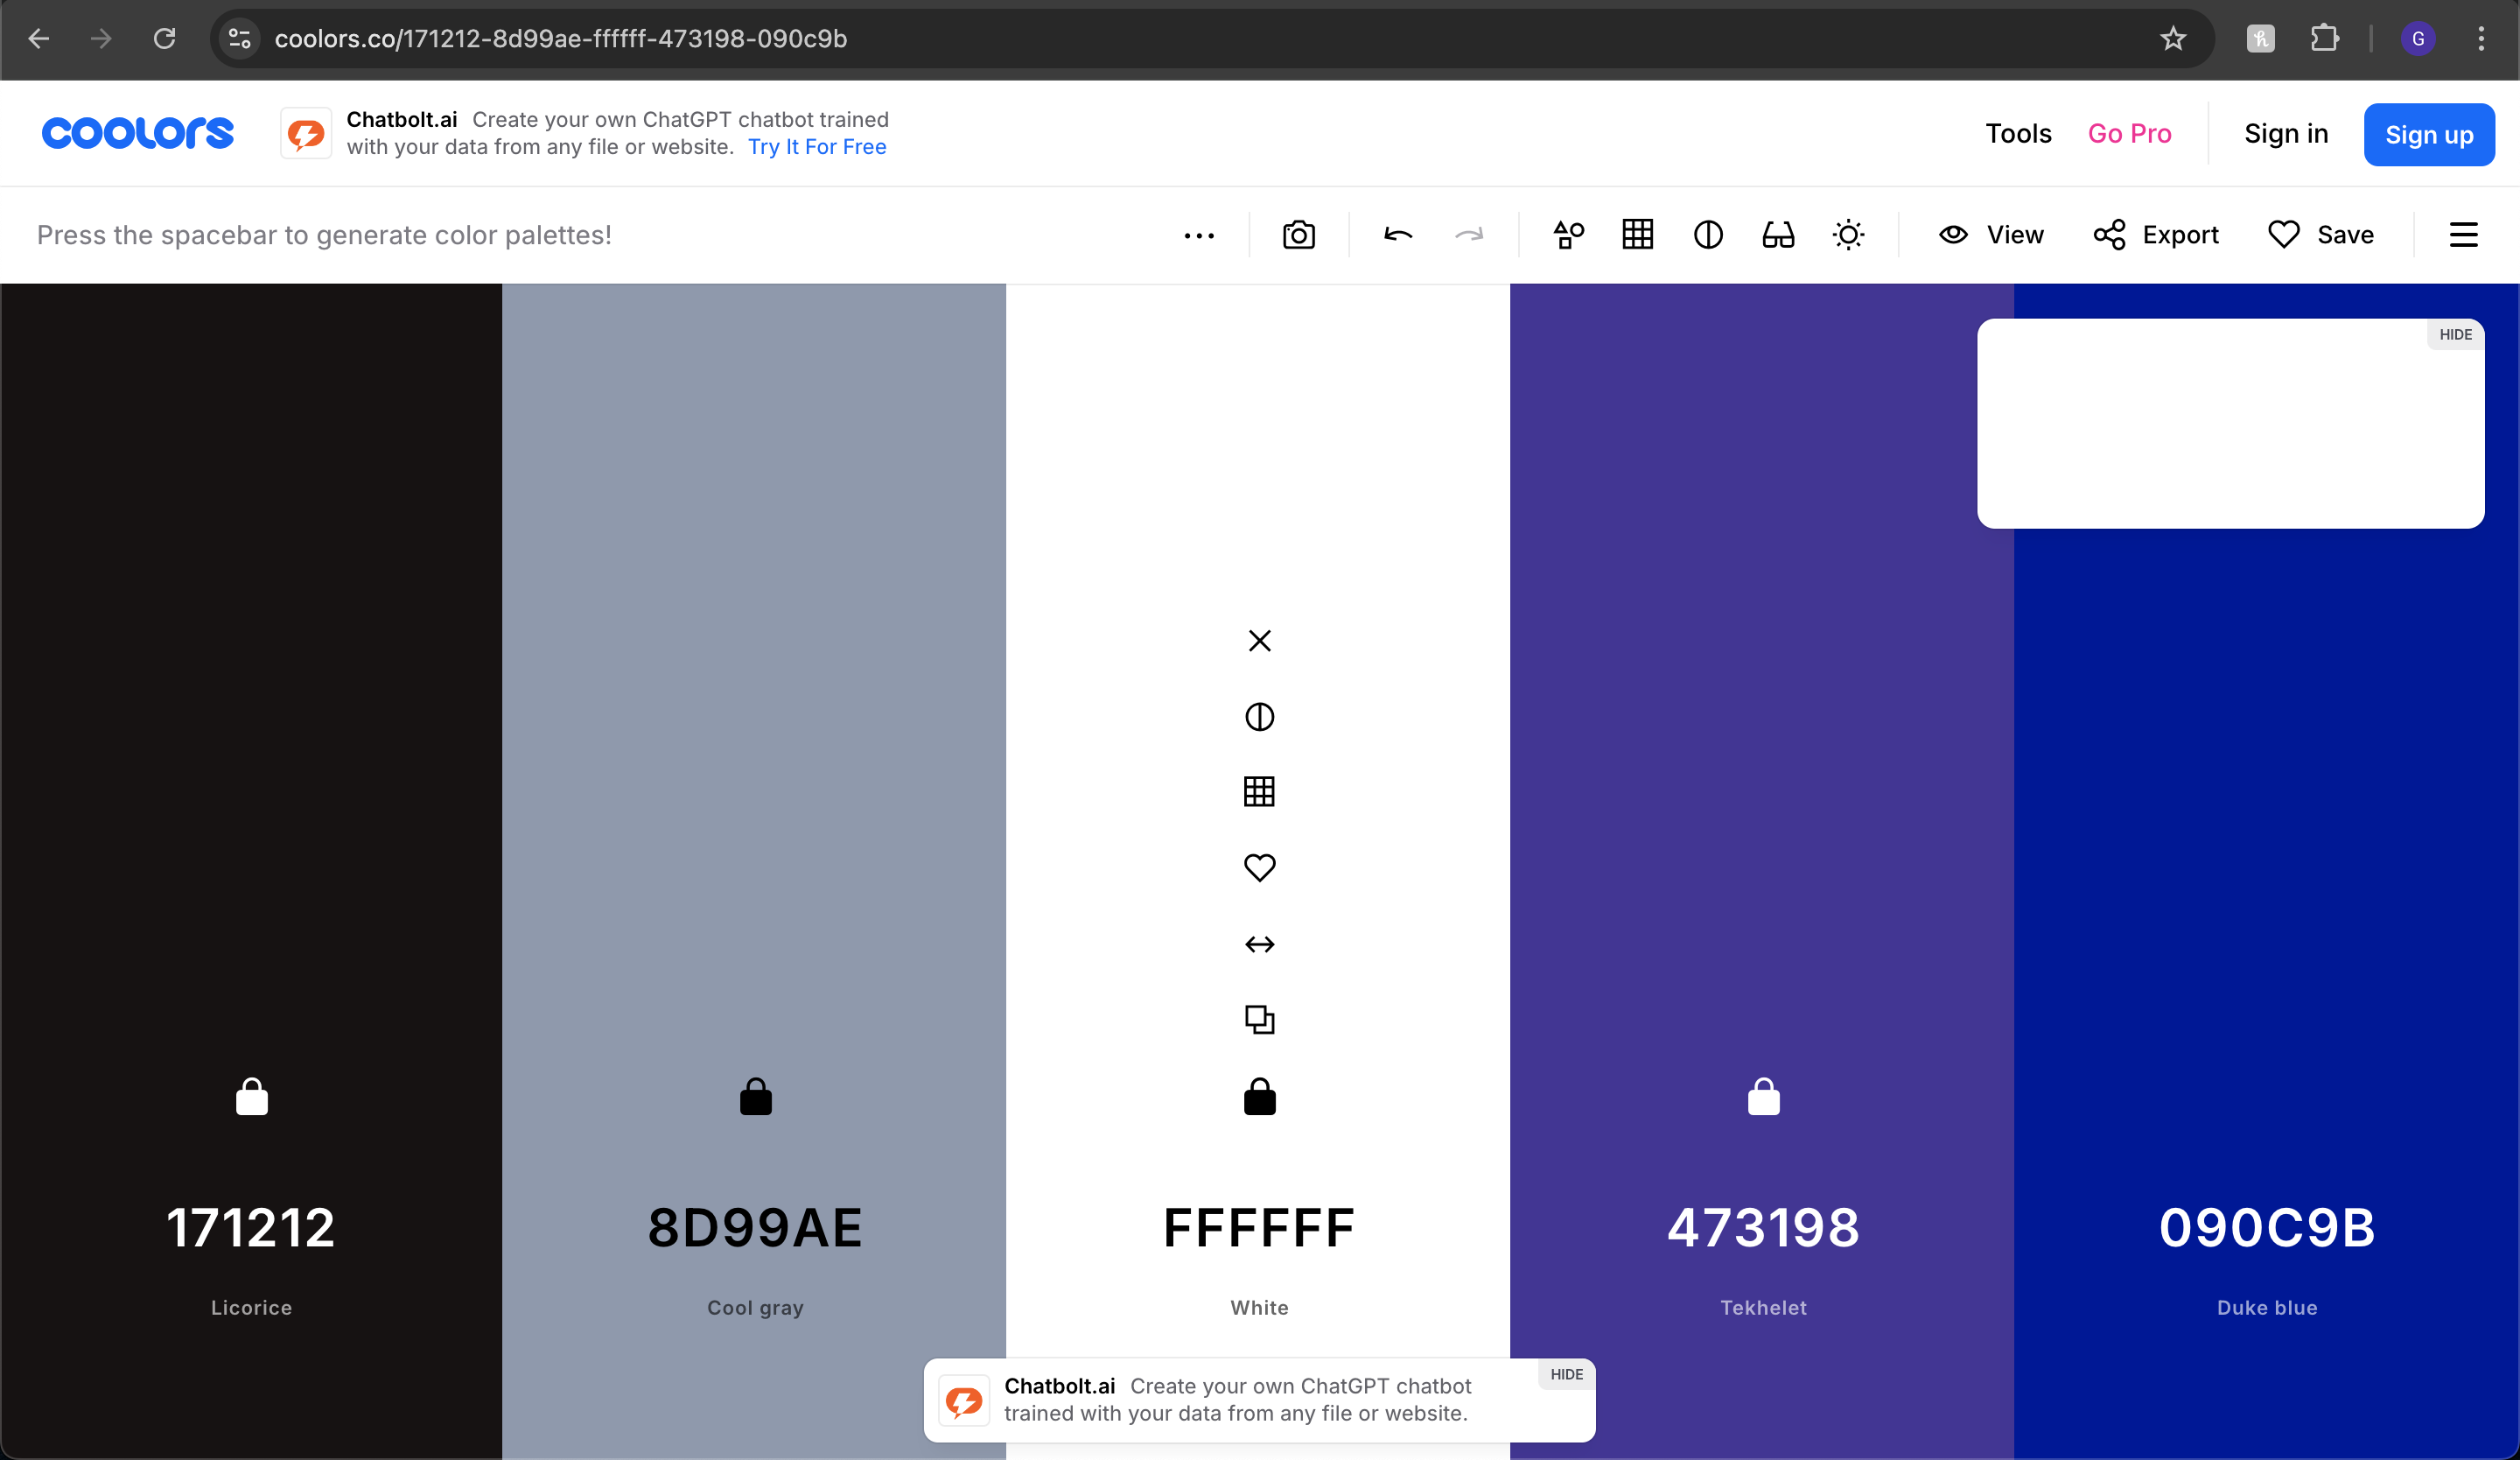 coolors.co/171212-8d99ae-ffffff-473198-090c9b
G
coolors
Chatbolt.ai Create your own ChatGPT chatbot trained
with your data from any file or website. Try It For Free
Tools
Go Pro
Sign in
Sign up
Press the spacebar to generate color palettes!
View
Export
Save
HIDE
171212
Licorice
8D99AE
Cool gray
FFFFFF
White
473198
Tekhelet
090C9B
Duke blue
Chatbolt.ai Create your own ChatGPT chatbot
trained with your data from any file or website.
HIDE